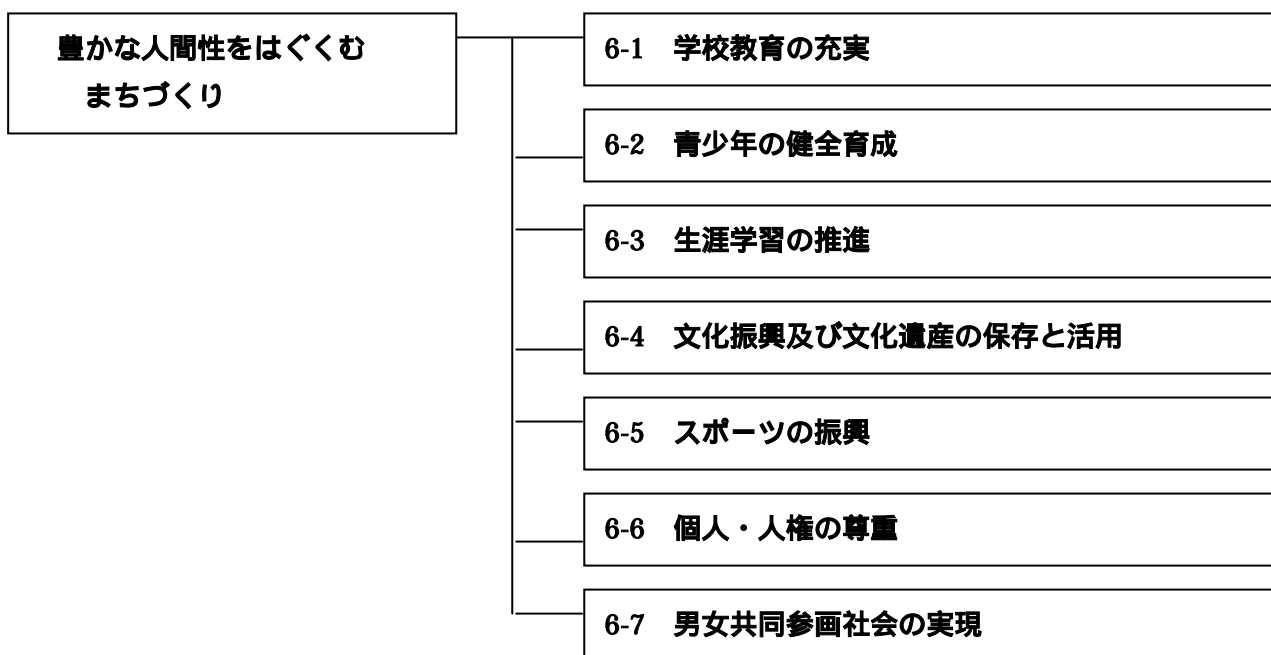 豊かな人間性をはぐくむ
まちづくり
6-1　学校教育の充実
6-2　青少年の健全育成
6-3　生涯学習の推進
6-4　文化振興及び文化遺産の保存と活用
6-5　スポーツの振興
6-6　個人・人権の尊重
6-7　男女共同参画社会の実現